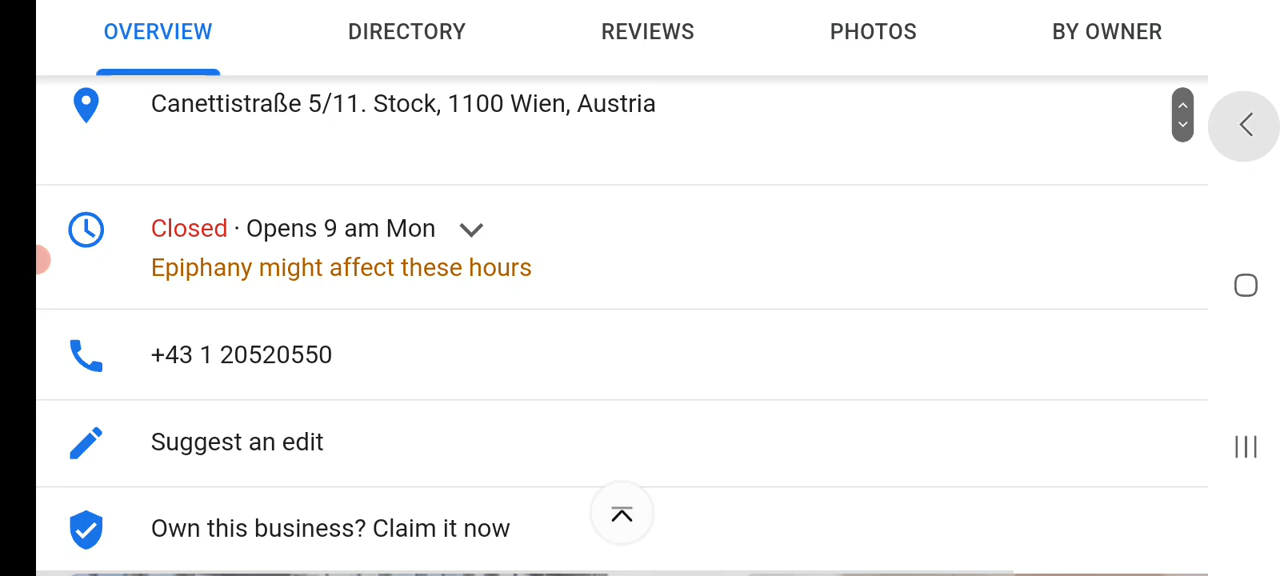 OVERVIEW DIRECTORY REVIEWS PHOTOS BY OWNER
Canettistraße 5/11. Stock, 1100 Wien, Austria
Closed · Opens 9 am Mon
Epiphany might affect these hours
+43 1 20520550
Suggest an edit
Own this business? Claim it now